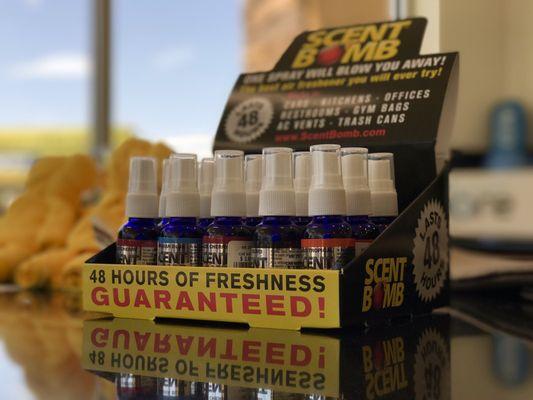 SCENT
BOMB
ONE SPRAY WILL BLOW YOU AWAY!
The best air freshener you will ever try!
CARS · KITCHENS · OFFICES
RESTROOMS · GYM BAGS
AC VENTS · TRASH CANS
www.ScentBomb.com
LASTS
48
HOURS
48 HOURS OF FRESHNESS
GUARANTEED!
SCENT
BOMB
LASTS
48
HOURS